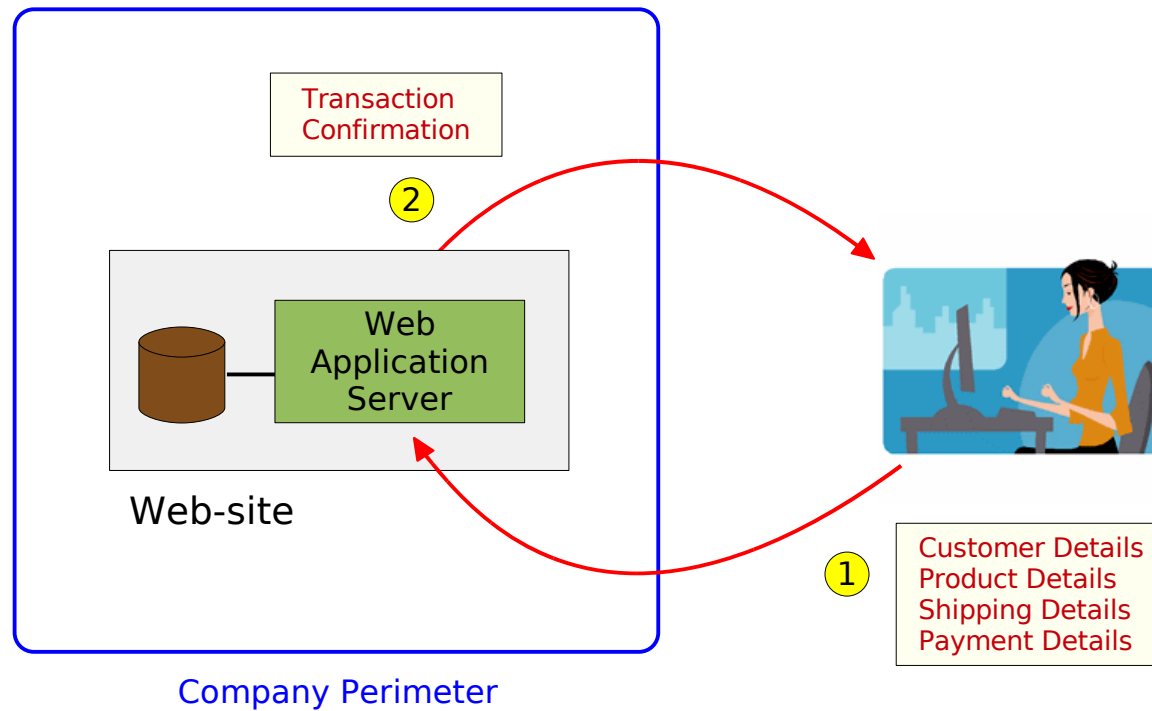 Transaction
Confirmation
2
Web
Application
Server
Web-site
1
Customer Details
Product Details
Shipping Details
Payment Details
Company Perimeter